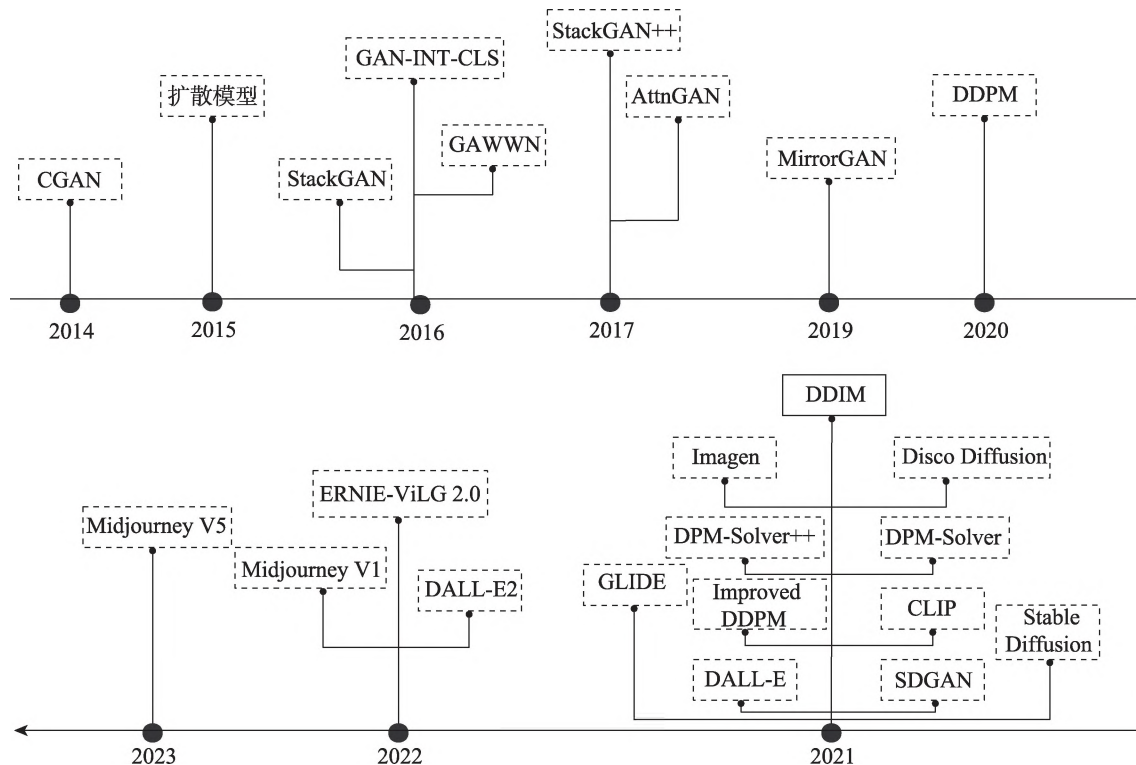 CGAN
扩散模型
StackGAN
GAN-INT-CLS
GAWWN
StackGAN++
AttnGAN
MirrorGAN
DDPM
2014
2015
2016
2017
2019
2020
DDIM
Imagen
Disco Diffusion
DPM-Solver++
DPM-Solver
GLIDE
Improved
DDPM
CLIP
Stable
Diffusion
DALL-E
SDGAN
ERNIE-ViLG 2.0
Midjourney V1
DALL-E2
Midjourney V5
2023
2022
2021